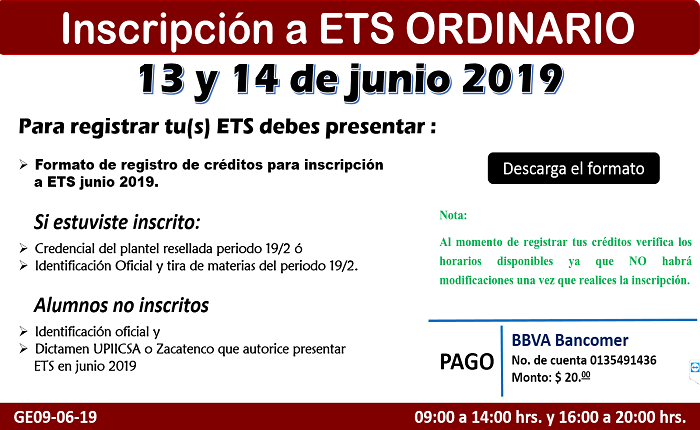 Inscripción a ETS ORDINARIO
13 y 14 de junio 2019
Para registrar tu(s) ETS debes presentar :
➢ Formato de registro de créditos para inscripción
a ETS junio 2019.
Descarga el formato
Si estuviste inscrito:
➢ Credencial del plantel resellada periodo 19/2 ó
➢ Identificación Oficial y tira de materias del periodo 19/2.
Alumnos no inscritos
➢ Identificación oficial y
➢ Dictamen UPIICSA o Zacatenco que autorice presentar
ETS en junio 2019
Nota:
Al momento de registrar tus créditos verifica los
horarios disponibles ya que NO habrá
modificaciones una vez que realices la inscripción.
PAGO
BBVA Bancomer
No. de cuenta 0135491436
Monto: $ 20.00
GE09-06-19
09:00 a 14:00 hrs. y 16:00 a 20:00 hrs.